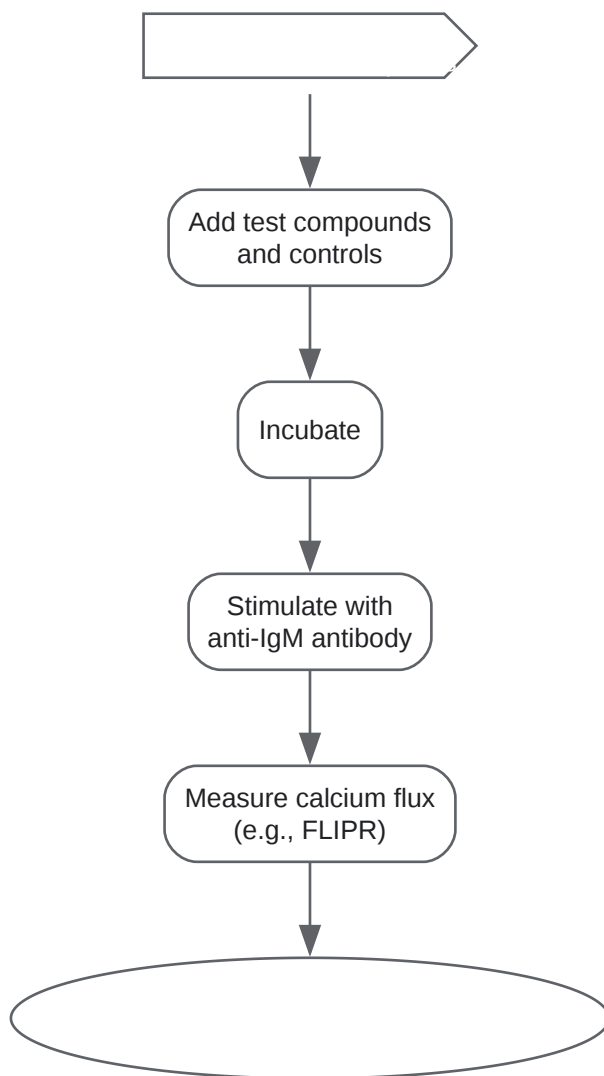 Add test compounds
and controls
Incubate
Stimulate with
anti-IgM antibody
Measure calcium flux
(e.g., FLIPR)